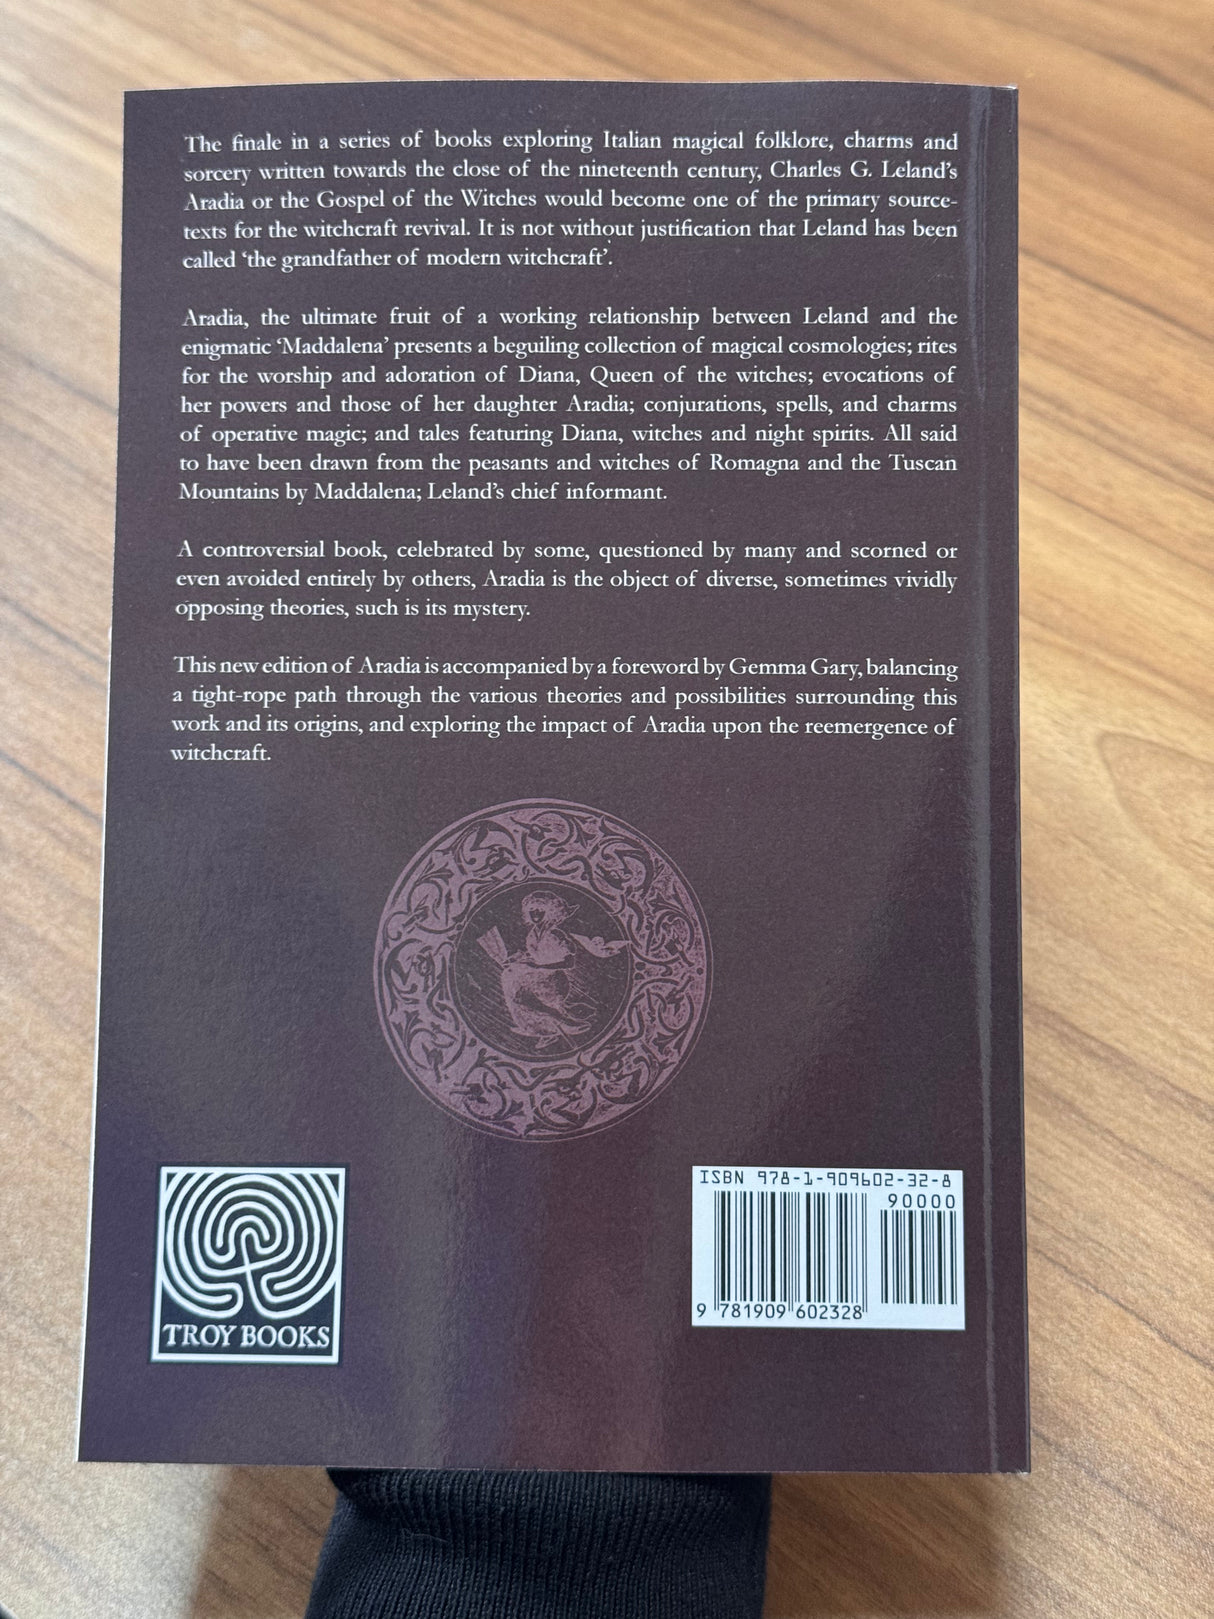 The finale in a series of books exploring Italian magical folklore, charms and
sorcery written towards the close of the nineteenth century, Charles G. Leland's
Aradia or the Gospel of the Witches would become one of the primary source-
texts for the witchcraft revival. It is not without justification that Leland has been
called ‘the grandfather of modern witchcraft’.
Aradia, the ultimate fruit of a working relationship between Leland and the
enigmatic ‘Maddalena’ presents a beguiling collection of magical cosmologies; rites
for the worship and adoration of Diana, Queen of the witches; evocations of
her powers and those of her daughter Aradia; conjurations, spells, and charms
of operative magic; and tales featuring Diana, witches and night spirits. All said
to have been drawn from the peasants and witches of Romagna and the Tuscan
Mountains by Maddalena; Leland's chief informant.
A controversial book, celebrated by some, questioned by many and scorned or
even avoided entirely by others, Aradia is the object of diverse, sometimes vividly
opposing theories, such is its mystery.
This new edition of Aradia is accompanied by a foreword by Gemma Gary, balancing
a tight-rope path through the various theories and possibilities surrounding this
work and its origins, and exploring the impact of Aradia upon the reemergence of
witchcraft.
TROY BOOKS
ISBN 978-1-909602-32-8
90000
9 781909 602328